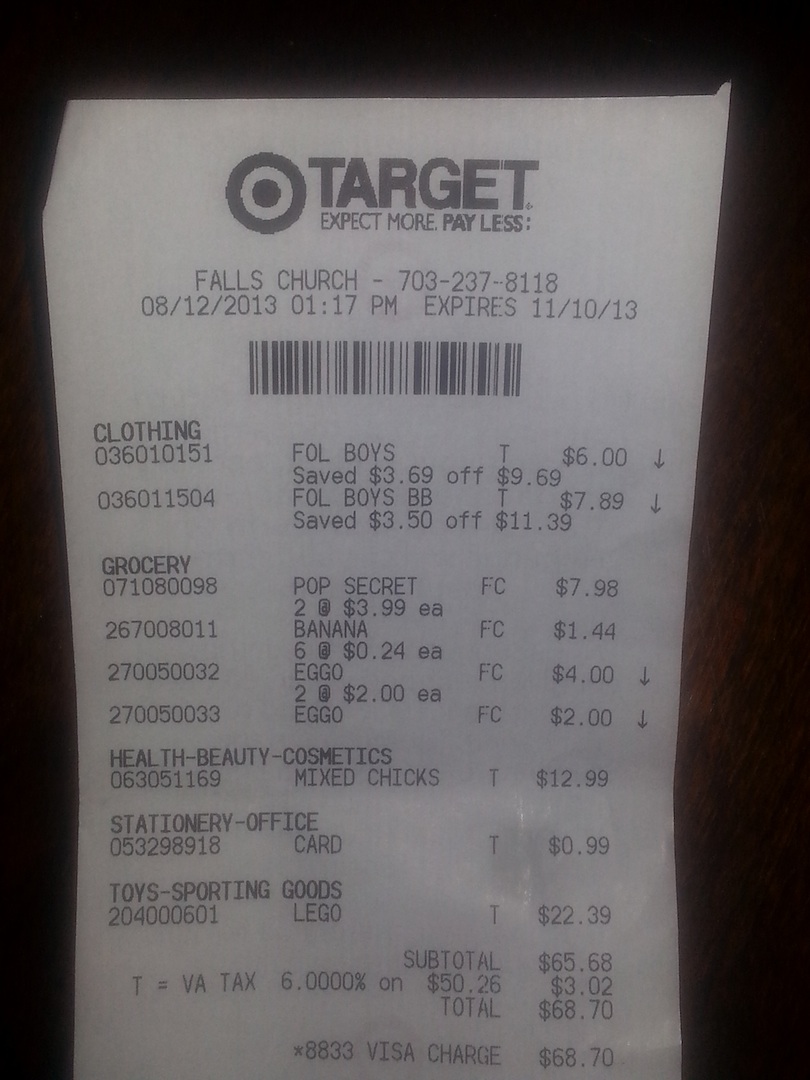 TARGET
EXPECT MORE. PAY LESS.
FALLS CHURCH - 703-237-8118
08/12/2013 01:17 PM EXPIRES 11/10/13
CLOTHING
036010151 FOL BOYS T $6.00 ↓
Saved $3.69 off $9.69
036011504 FOL BOYS BB T $7.89 ↓
Saved $3.50 off $11.39
GROCERY
071080098 POP SECRET FC $7.98
2 @ $3.99 ea
267008011 BANANA FC $1.44
6 @ $0.24 ea
270050032 EGGO FC $4.00 ↓
2 @ $2.00 ea
270050033 EGGO FC $2.00 ↓
HEALTH-BEAUTY-COSMETICS
063051169 MIXED CHICKS T $12.99
STATIONERY-OFFICE
053298918 CARD T $0.99
TOYS-SPORTING GOODS
204000601 LEGO T $22.39
SUBTOTAL $65.68
T = VA TAX 6.0000% on $50.26 $3.02
TOTAL $68.70
*8833 VISA CHARGE $68.70